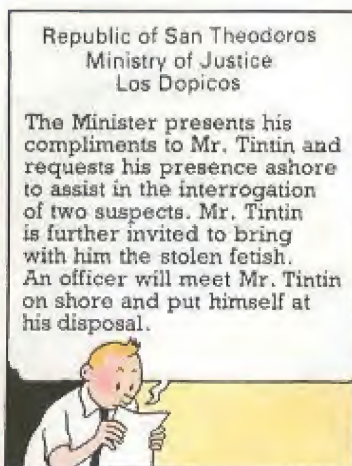 Republic of San Theodoros
Ministry of Justice
Los Dopicos
The Minister presents his
compliments to Mr. Tintin and
requests his presence ashore
to assist in the interrogation
of two suspects. Mr. Tintin
is further invited to bring
with him the stolen fetish.
An officer will meet Mr. Tintin
on shore and put himself at
his disposal.